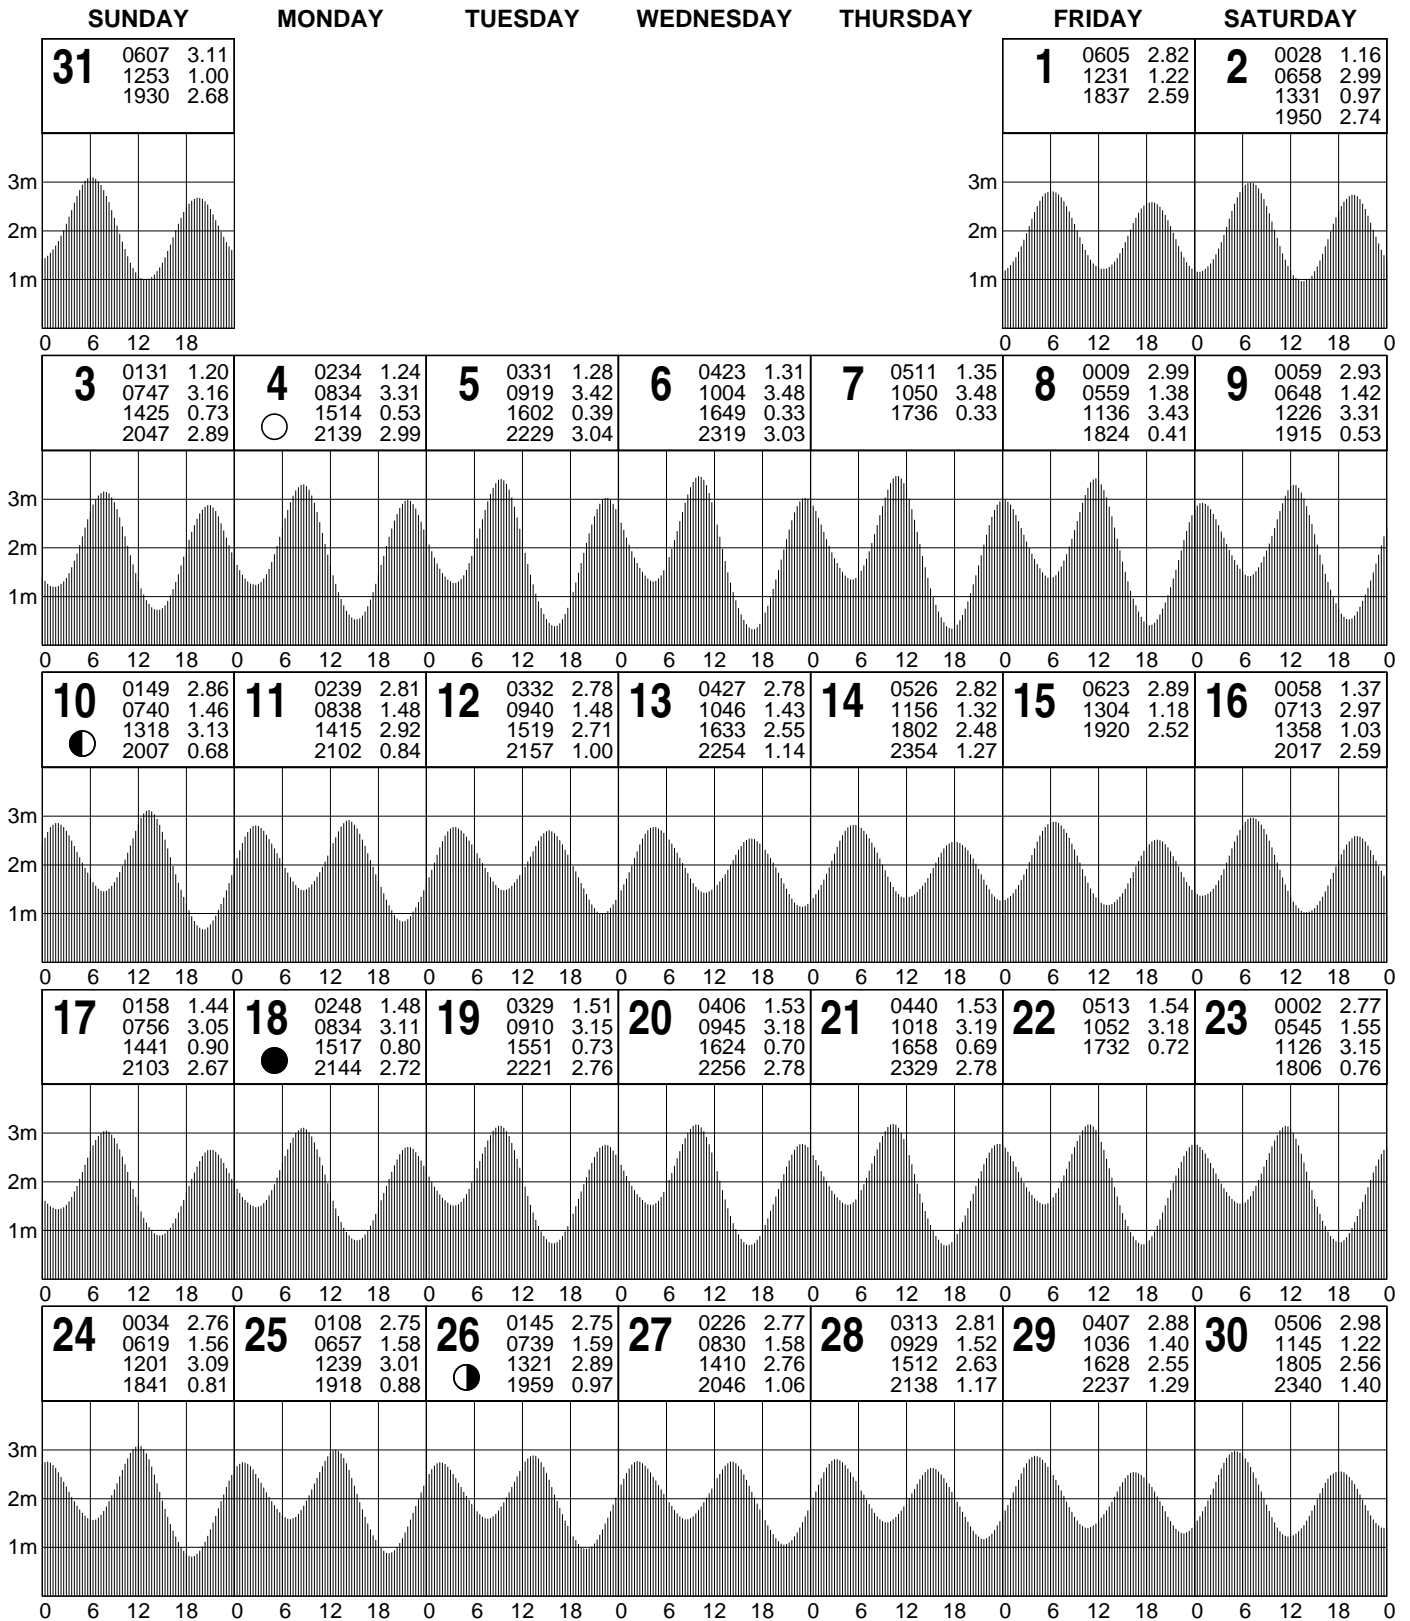 SUNDAY MONDAY TUESDAY WEDNESDAY THURSDAY FRIDAY SATURDAY
31 0607 3.11
1253 1.00
1930 2.68
1 0605 2.82
1231 1.22
1837 2.59
2 0028 1.16
0658 2.99
1331 0.97
1950 2.74
3m 3m
2m 2m
1m 1m
0 6 12 18 0 6 12 18 0 6 12 18 0
3 0131 1.20
0747 3.16
1425 0.73
2047 2.89
4 0234 1.24
0834 3.31
1514 0.53
2139 2.99
5 0331 1.28
0919 3.42
1602 0.39
2229 3.04
6 0423 1.31
1004 3.48
1649 0.33
2319 3.03
7 0511 1.35
1050 3.48
1736 0.33
8 0009 2.99
0559 1.38
1136 3.43
1824 0.41
9 0059 2.93
0648 1.42
1226 3.31
1915 0.53
3m
2m
1m
0 6 12 18 0 6 12 18 0 6 12 18 0 6 12 18 0 6 12 18 0 6 12 18 0 6 12 18 0
10 0149 2.86
0740 1.46
1318 3.13
2007 0.68
11 0239 2.81
0838 1.48
1415 2.92
2102 0.84
12 0332 2.78
0940 1.48
1519 2.71
2157 1.00
13 0427 2.78
1046 1.43
1633 2.55
2254 1.14
14 0526 2.82
1156 1.32
1802 2.48
2354 1.27
15 0623 2.89
1304 1.18
1920 2.52
16 0058 1.37
0713 2.97
1358 1.03
2017 2.59
3m
2m
1m
0 6 12 18 0 6 12 18 0 6 12 18 0 6 12 18 0 6 12 18 0 6 12 18 0 6 12 18 0
17 0158 1.44
0756 3.05
1441 0.90
2103 2.67
18 0248 1.48
0834 3.11
1517 0.80
2144 2.72
19 0329 1.51
0910 3.15
1551 0.73
2221 2.76
20 0406 1.53
0945 3.18
1624 0.70
2256 2.78
21 0440 1.53
1018 3.19
1658 0.69
2329 2.78
22 0513 1.54
1052 3.18
1732 0.72
23 0002 2.77
0545 1.55
1126 3.15
1806 0.76
3m
2m
1m
0 6 12 18 0 6 12 18 0 6 12 18 0 6 12 18 0 6 12 18 0 6 12 18 0 6 12 18 0
24 0034 2.76
0619 1.56
1201 3.09
1841 0.81
25 0108 2.75
0657 1.58
1239 3.01
1918 0.88
26 0145 2.75
0739 1.59
1321 2.89
1959 0.97
27 0226 2.77
0830 1.58
1410 2.76
2046 1.06
28 0313 2.81
0929 1.52
1512 2.63
2138 1.17
29 0407 2.88
1036 1.40
1628 2.55
2237 1.29
30 0506 2.98
1145 1.22
1805 2.56
2340 1.40
3m
2m
1m
0 6 12 18 0 6 12 18 0 6 12 18 0 6 12 18 0 6 12 18 0 6 12 18 0 6 12 18 0